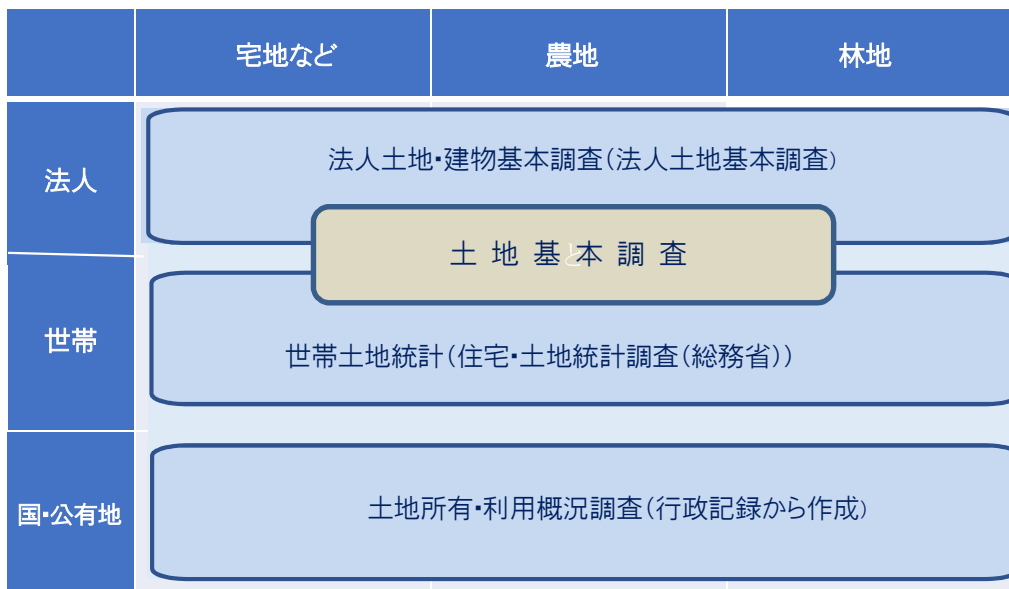 宅地など
農地
林地
法人
法人土地･建物基本調査(法人土地基本調査)
土 地 基 本 調 査
と
世帯
世帯土地統計(住宅･土地統計調査(総務省))
国･公有地
土地所有･利用概況調査(行政記録から作成)